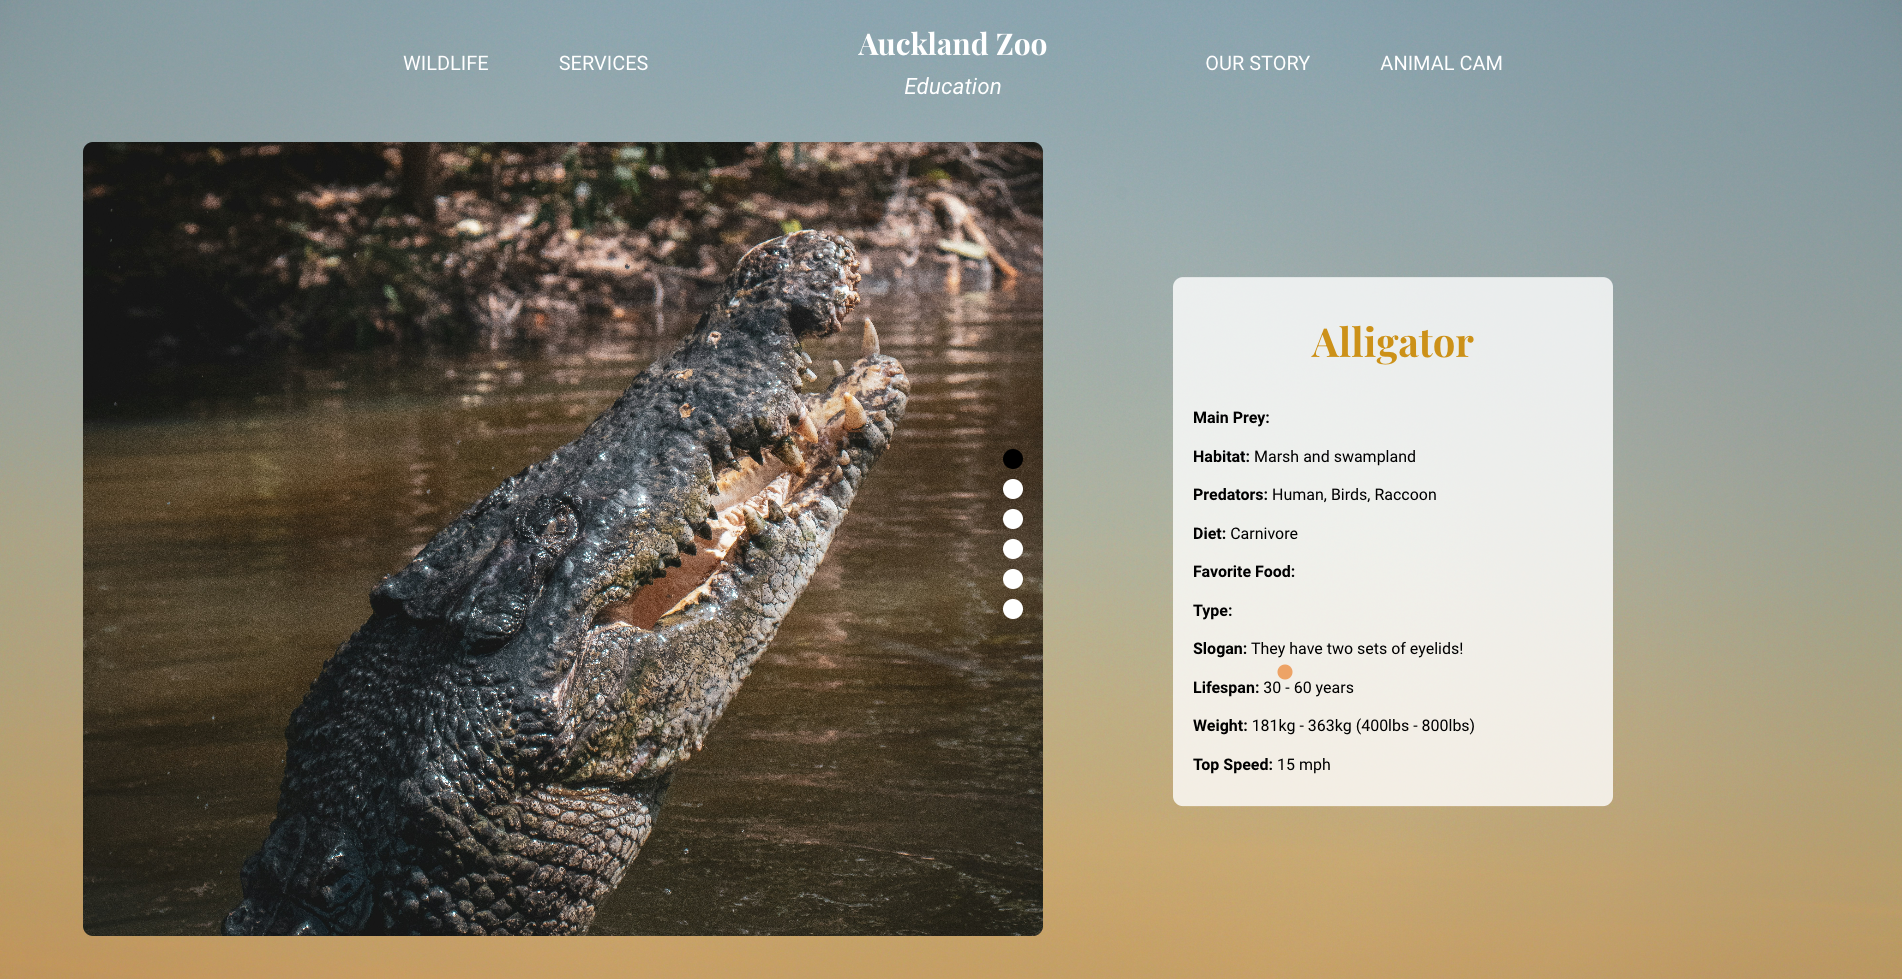 WILDLIFE
SERVICES
Auckland Zoo
Education
OUR STORY
ANIMAL CAM
Alligator
Main Prey:
Habitat: Marsh and swampland
Predators: Human, Birds, Raccoon
Diet: Carnivore
Favorite Food:
Type:
Slogan: They have two sets of eyelids!
Lifespan: 30 - 60 years
Weight: 181kg - 363kg (400lbs - 800lbs)
Top Speed: 15 mph